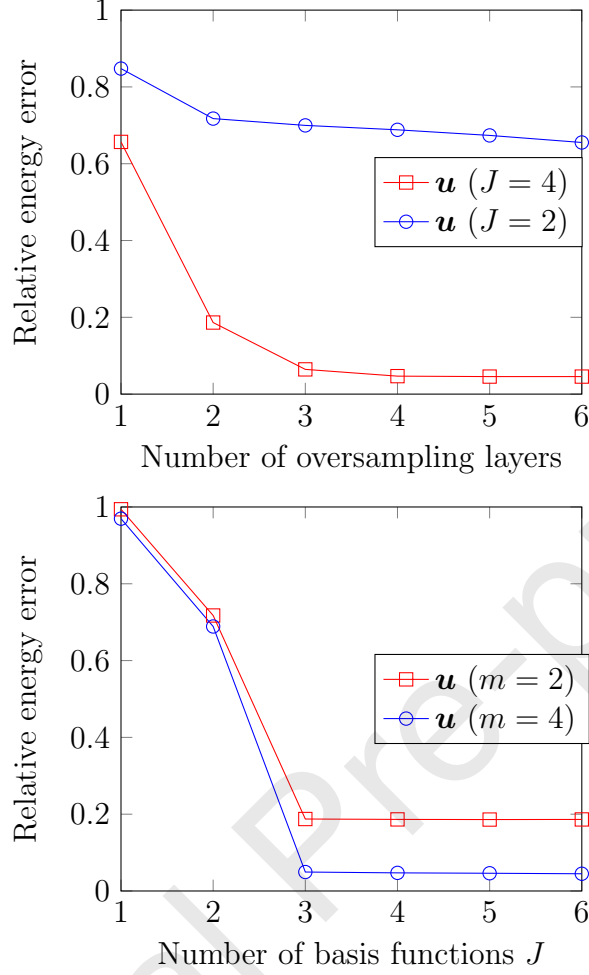 1
0.8
0.6
0.4
0.2
0
Relative energy error
u (J = 4)
u (J = 2)
1 2 3 4 5 6
Number of oversampling layers
1
0.8
0.6
0.4
0.2
0
Relative energy error
u (m = 2)
u (m = 4)
1 2 3 4 5 6
Number of basis functions J
al Pre-p